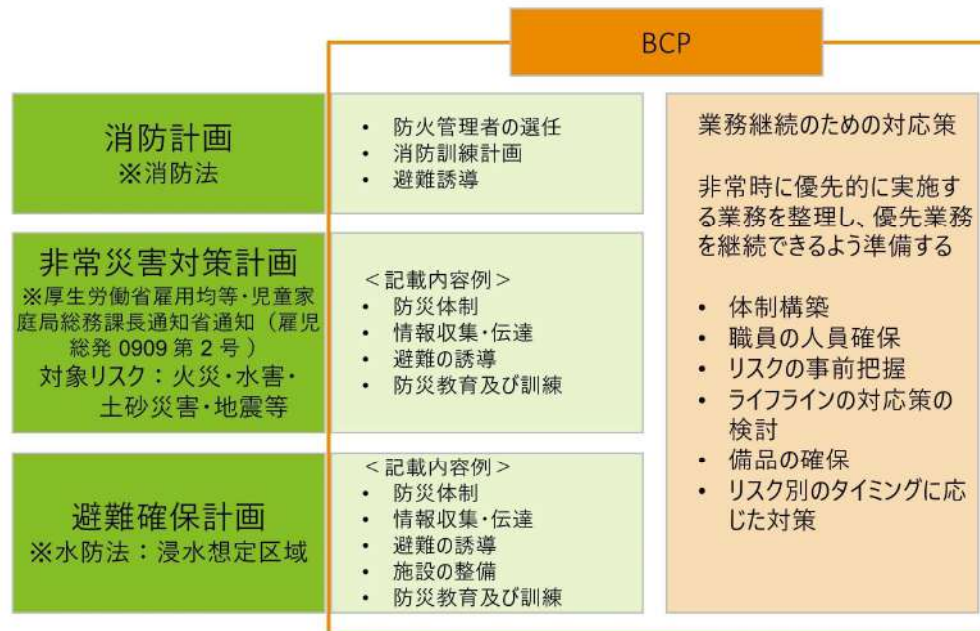 BCP
消防計画
※消防法
• 防火管理者の選任
• 消防訓練計画
• 避難誘導
非常災害対策計画
※厚生労働省雇用均等・児童家
庭局総務課長通知省通知（雇児
総発 0909 第 2 号 ）
対象リスク：火災・水害・
土砂災害・地震等
＜記載内容例＞
• 防災体制
• 情報収集・伝達
• 避難の誘導
• 防災教育及び訓練
避難確保計画
※水防法：浸水想定区域
＜記載内容例＞
• 防災体制
• 情報収集・伝達
• 避難の誘導
• 施設の整備
• 防災教育及び訓練
業務継続のための対応策
非常時に優先的に実施す
る業務を整理し、優先業務
を継続できるよう準備する
• 体制構築
• 職員の人員確保
• リスクの事前把握
• ライフラインの対応策の
検討
• 備品の確保
• リスク別のタイミングに応
じた対策